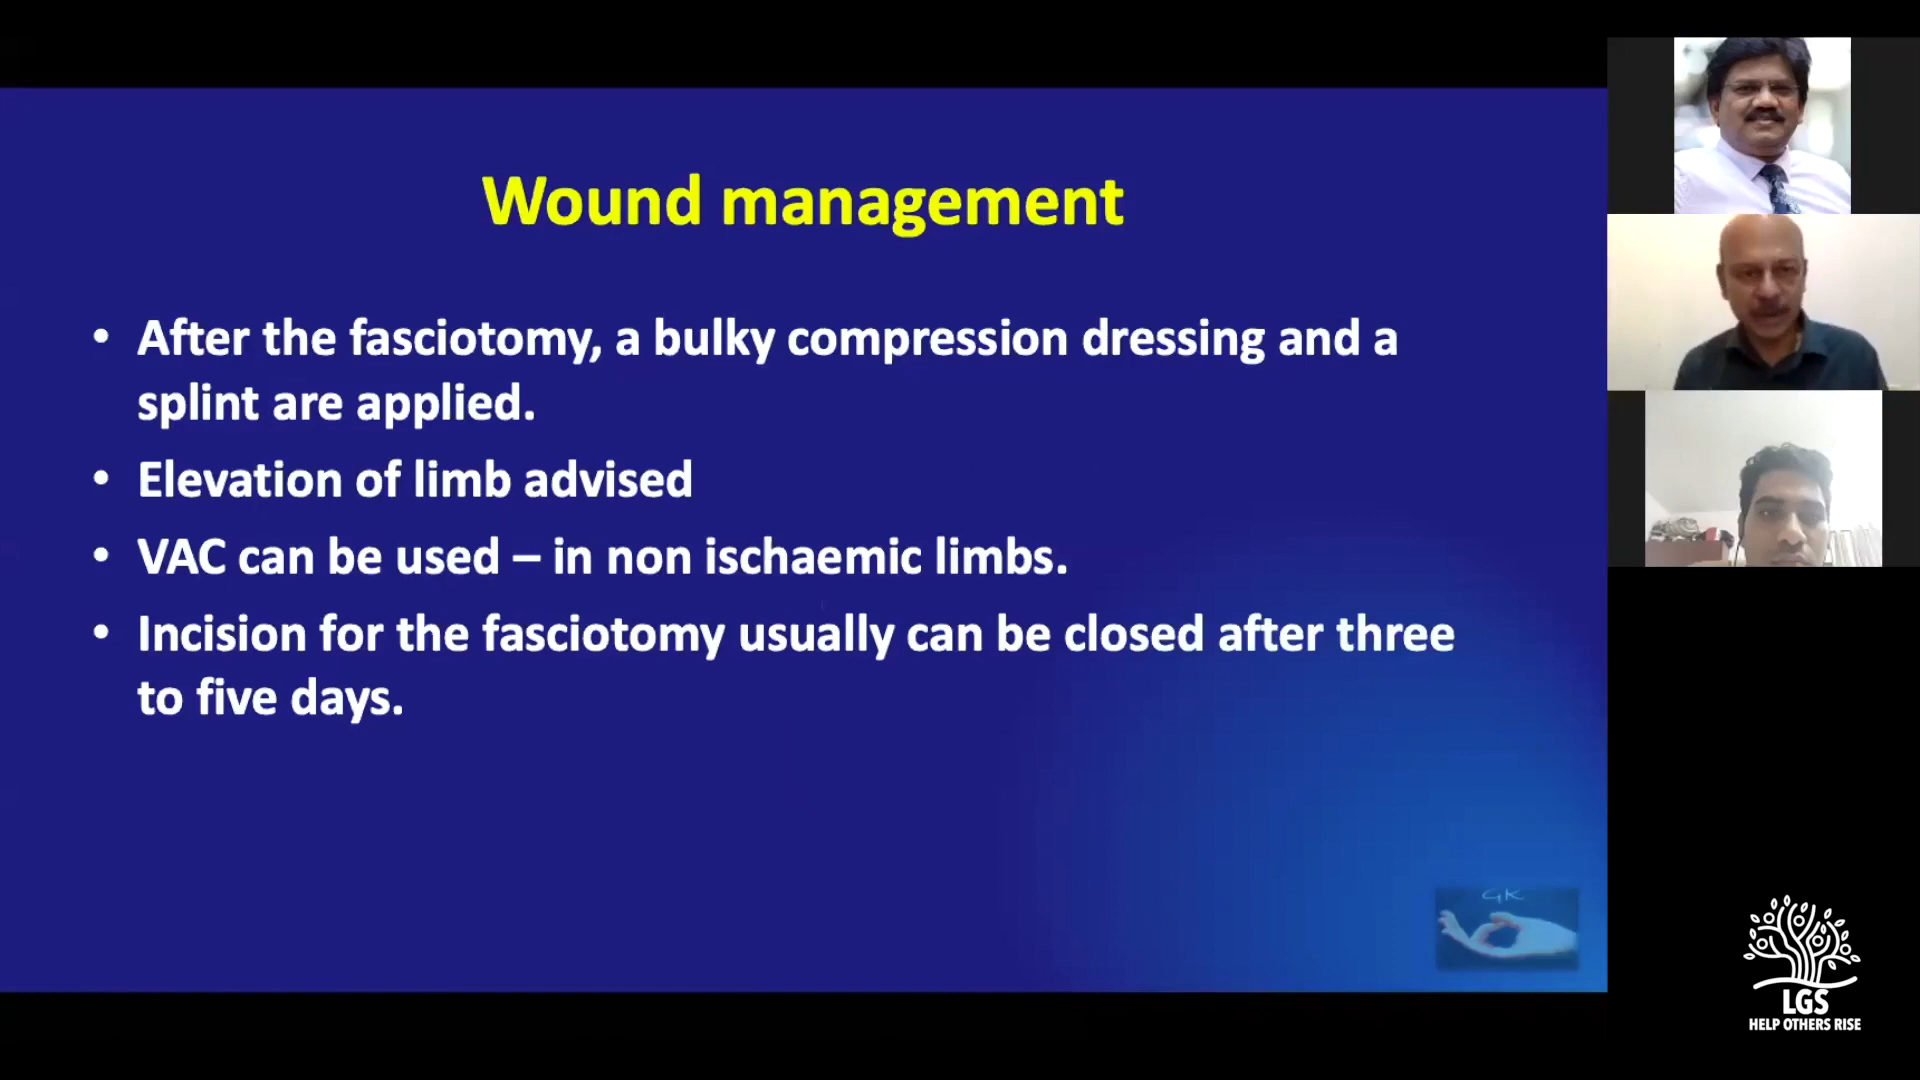 Wound management
• After the fasciotomy, a bulky compression dressing and a
splint are applied.
• Elevation of limb advised
• VAC can be used – in non ischaemic limbs.
• Incision for the fasciotomy usually can be closed after three
to five days.
GK
LGS
HELP OTHERS RISE